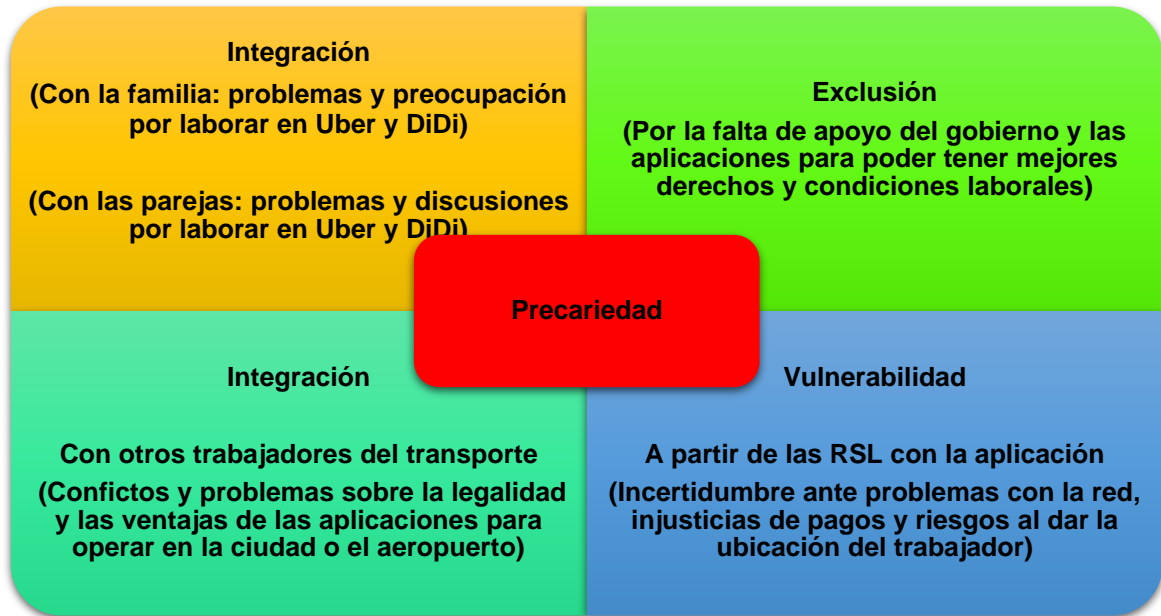 Integración
(Con la familia: problemas y preocupación
por laborar en Uber y DiDi)
(Con las parejas: problemas y discusiones
por laborar en Uber y DiDi)
Exclusión
(Por la falta de apoyo del gobierno y las
aplicaciones para poder tener mejores
derechos y condiciones laborales)
Precariedad
Integración
Con otros trabajadores del transporte
(Confictos y problemas sobre la legalidad
y las ventajas de las aplicaciones para
operar en la ciudad o el aeropuerto)
Vulnerabilidad
A partir de las RSL con la aplicación
(Incertidumbre ante problemas con la red,
injusticias de pagos y riesgos al dar la
ubicación del trabajador)